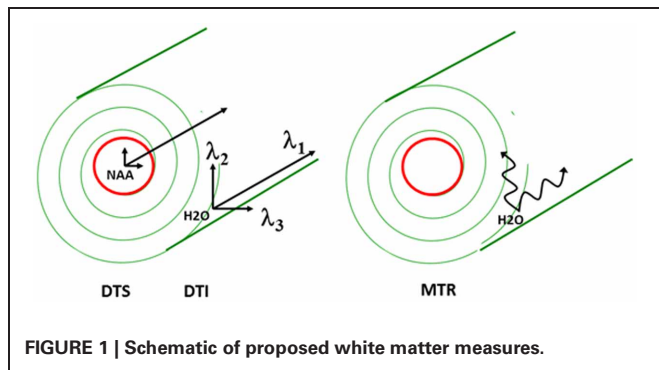 NAA
λ2
λ1
H2O
λ3
H2O
DTS DTI MTR
FIGURE 1 | Schematic of proposed white matter measures.